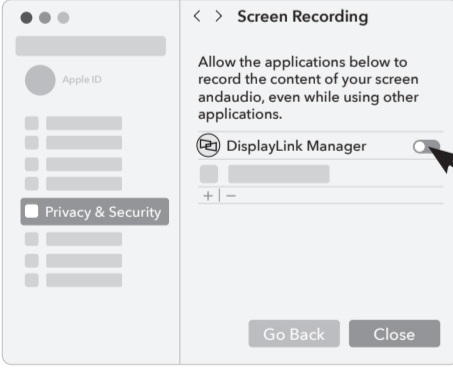 < > Screen Recording
Apple ID
Allow the applications below to
record the content of your screen
andaudio, even while using other
applications.
DisplayLink Manager
+ | −
Privacy & Security
Go Back
Close